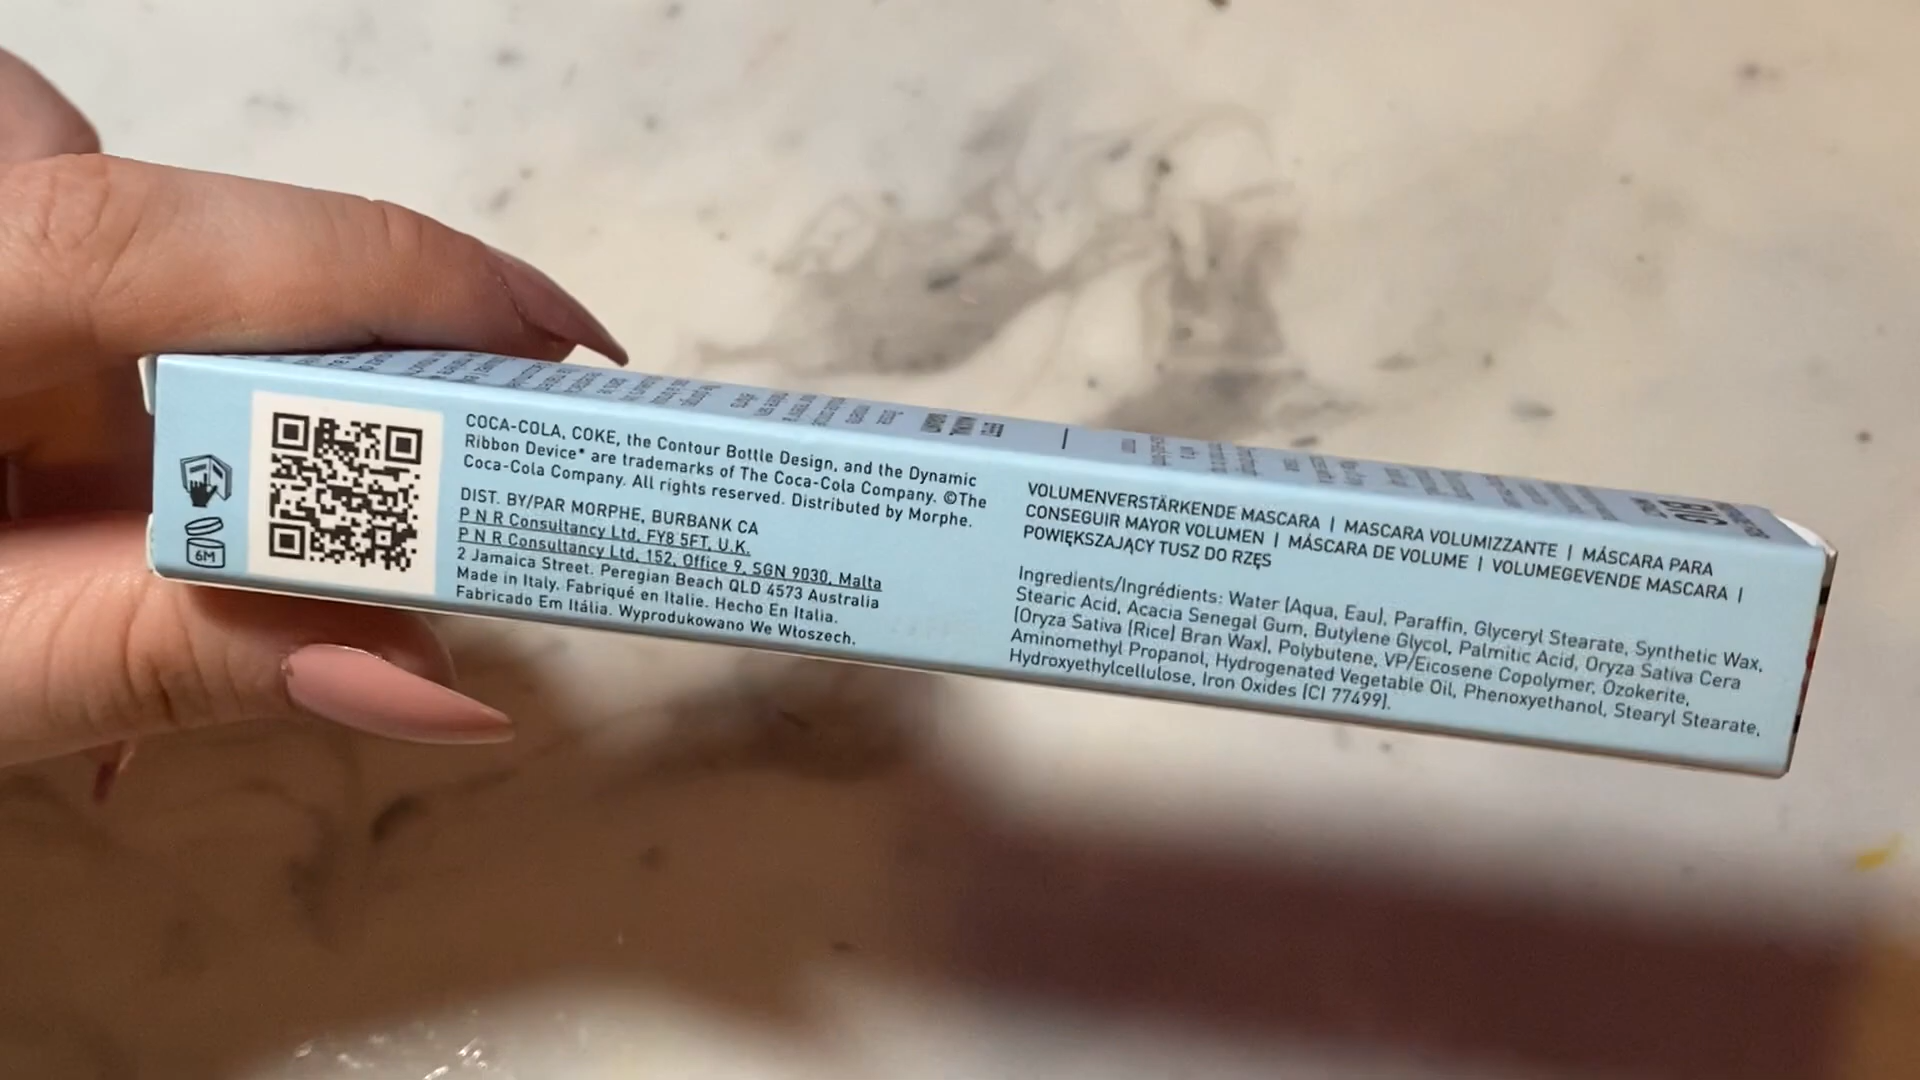 COCA-COLA, COKE, the Contour Bottle Design, and the Dynamic
Ribbon Device* are trademarks of The Coca-Cola Company. ©The
Coca-Cola Company. All rights reserved. Distributed by Morphe.
DIST. BY/PAR MORPHE, BURBANK CA
P N R Consultancy Ltd, FY8 5FT, U.K.
P N R Consultancy Ltd, 152, Office 9, SGN 9030, Malta
2 Jamaica Street. Peregian Beach QLD 4573 Australia
Made in Italy. Fabriqué en Italie. Hecho En Italia.
Fabricado Em Itália. Wyprodukowano We Włoszech.
6M
VOLUMENVERSTÄRKENDE MASCARA | MASCARA VOLUMIZZANTE | MÁSCARA PARA
CONSEGUIR MAYOR VOLUMEN | MÁSCARA DE VOLUME | VOLUMEGEVENDE MASCARA |
POWIĘKSZAJĄCY TUSZ DO RZĘS
Ingredients/Ingrédients: Water (Aqua, Eau), Paraffin, Glyceryl Stearate, Synthetic Wax,
Stearic Acid, Acacia Senegal Gum, Butylene Glycol, Palmitic Acid, Oryza Sativa Cera
(Oryza Sativa (Rice) Bran Wax), Polybutene, VP/Eicosene Copolymer, Ozokerite,
Aminomethyl Propanol, Hydrogenated Vegetable Oil, Phenoxyethanol, Stearyl Stearate,
Hydroxyethylcellulose, Iron Oxides (CI 77499).